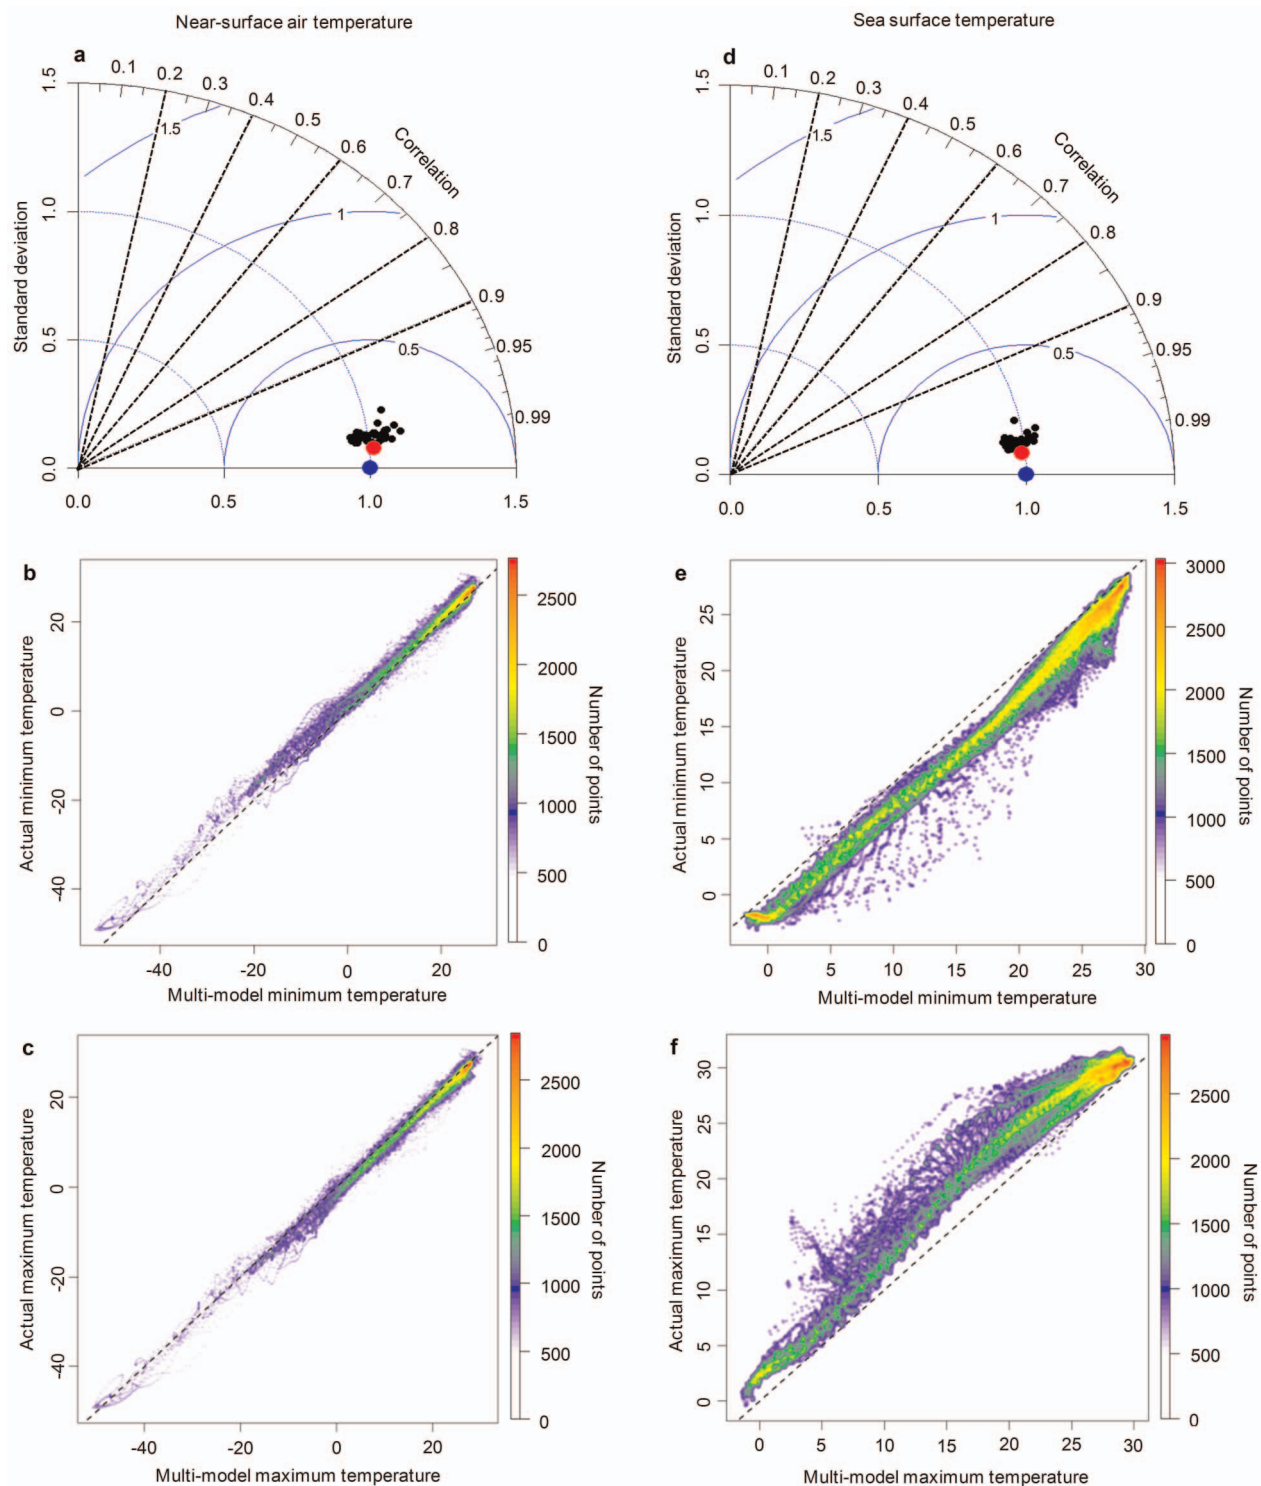 Near-surface air temperature
Sea surface temperature
a
0.1 0.2 0.3 0.4 0.5 0.6 0.7 0.8 0.9 0.95 0.99
Correlation
1.5 1 0.5
Standard deviation
1.5 1.0 0.5 0.0
0.0 0.5 1.0 1.5
d
0.1 0.2 0.3 0.4 0.5 0.6 0.7 0.8 0.9 0.95 0.99
Correlation
1.5 1 0.5
Standard deviation
1.5 1.0 0.5 0.0
0.0 0.5 1.0 1.5
b
Actual minimum temperature
20 0 -20 -40
-40 -20 0 20
Multi-model minimum temperature
2500 2000 1500 1000 500 0
Number of points
e
Actual minimum temperature
25 20 15 10 5 0
0 5 10 15 20 25 30
Multi-model minimum temperature
3000 2500 2000 1500 1000 500 0
Number of points
c
Actual maximum temperature
20 0 -20 -40
-40 -20 0 20
Multi-model maximum temperature
2500 2000 1500 1000 500 0
Number of points
f
Actual maximum temperature
30 25 20 15 10 5 0
0 5 10 15 20 25 30
Multi-model maximum temperature
2500 2000 1500 1000 500 0
Number of points